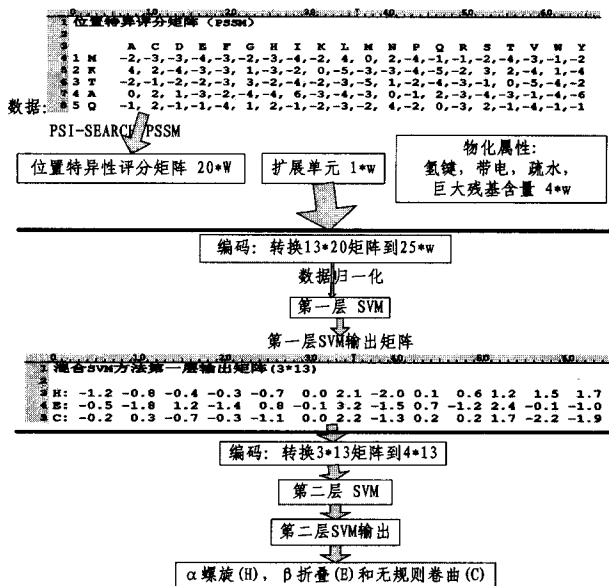 位置特异评分矩阵 (PSSM)
A C D E F G H I K L M N P Q R S T V W Y
1 M -2,-3,-3,-4,-3,-2,-3,-4,-2, 4, 0, 2,-4,-1,-1,-2,-4,-3,-1,-2
2 K 4, 2,-4,-3,-3, 1,-3,-2, 0,-5,-3,-3,-4,-5,-2, 3, 2,-4, 1,-4
3 T -2,-1,-2,-2,-3, 3,-2,-4,-2,-3,-5, 1,-2,-4,-3,-1, 0,-5,-4,-2
4 A 0, 2, 1,-3,-2,-4,-4, 6,-3,-4,-3, 0,-1, 2,-3,-4,-3,-1,-4,-6
5 Q -1, 2,-1,-1,-4, 1, 2,-1,-2,-3,-2, 4,-2, 0,-3, 2,-1,-4,-1,-1
数据:
PSI-SEARCH PSSM
位置特异性评分矩阵 20*W
扩展单元 1*w
物化属性:
氢键, 带电, 疏水,
巨大残基含量 4*w
编码: 转换13*20矩阵到25*w
数据归一化
第一层 SVM
第一层SVM输出矩阵
混合SVM方法第一层输出矩阵(3*13)
H: -1.2 -0.8 -0.4 -0.3 -0.7 0.0 2.1 -2.0 0.1 0.6 1.2 1.5 1.7
E: -0.5 -1.8 1.2 -1.4 0.8 -0.1 3.2 -1.5 0.7 -1.2 2.4 -0.1 -1.0
C: -0.2 0.3 -0.7 -0.3 -1.1 0.0 2.2 -1.3 0.2 0.2 1.7 -2.2 -1.9
编码: 转换3*13矩阵到4*13
第二层 SVM
第二层SVM输出
α螺旋(H), β折叠(E)和无规则卷曲(C)